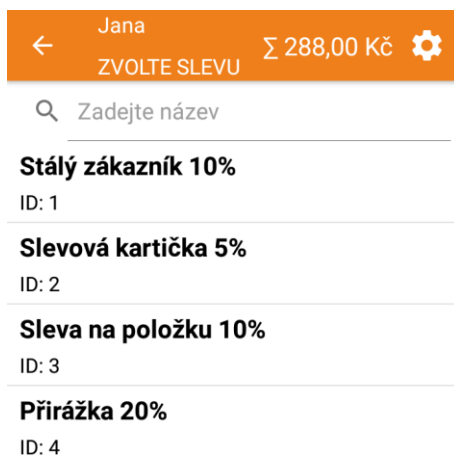 Jana
ZVOLTE SLEVU
∑ 288,00 Kč
Zadejte název
Stálý zákazník 10%
ID: 1
Slevová kartička 5%
ID: 2
Sleva na položku 10%
ID: 3
Přirážka 20%
ID: 4